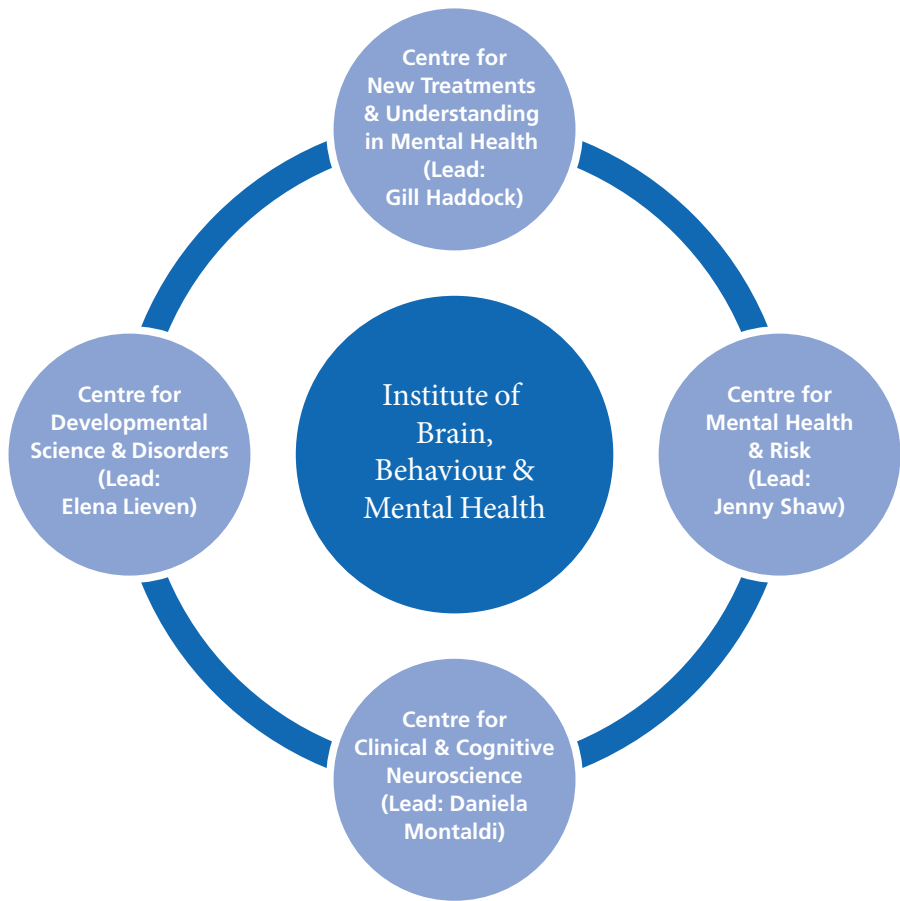 Centre for
New Treatments
& Understanding
in Mental Health
(Lead:
Gill Haddock)
Centre for
Developmental
Science & Disorders
(Lead:
Elena Lieven)
Institute of
Brain,
Behaviour &
Mental Health
Centre for
Mental Health
& Risk
(Lead:
Jenny Shaw)
Centre for
Clinical & Cognitive
Neuroscience
(Lead: Daniela
Montaldi)